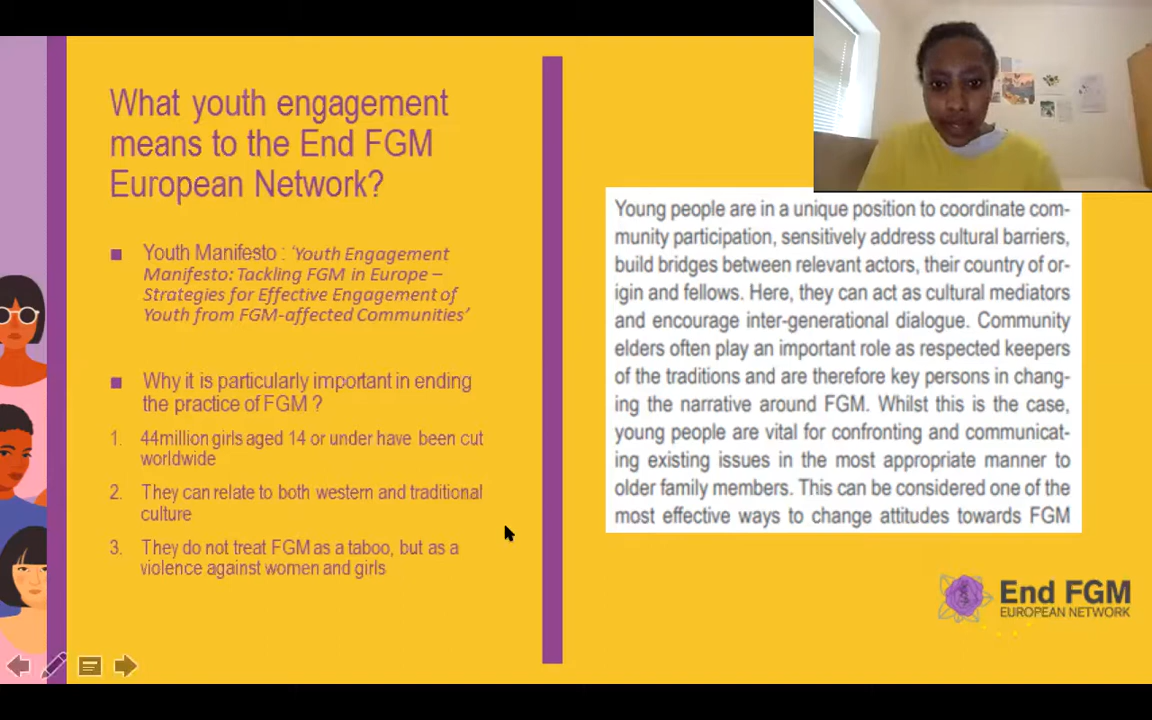 What youth engagement
means to the End FGM
European Network?
Youth Manifesto : ‘Youth Engagement
Manifesto: Tackling FGM in Europe –
Strategies for Effective Engagement of
Youth from FGM-affected Communities’
Why it is particularly important in ending
the practice of FGM ?
1. 44million girls aged 14 or under have been cut
worldwide
2. They can relate to both western and traditional
culture
3. They do not treat FGM as a taboo, but as a
violence against women and girls
Young people are in a unique position to coordinate com-
munity participation, sensitively address cultural barriers,
build bridges between relevant actors, their country of or-
igin and fellows. Here, they can act as cultural mediators
and encourage inter-generational dialogue. Community
elders often play an important role as respected keepers
of the traditions and are therefore key persons in chang-
ing the narrative around FGM. Whilst this is the case,
young people are vital for confronting and communicat-
ing existing issues in the most appropriate manner to
older family members. This can be considered one of the
most effective ways to change attitudes towards FGM
End FGM
EUROPEAN NETWORK